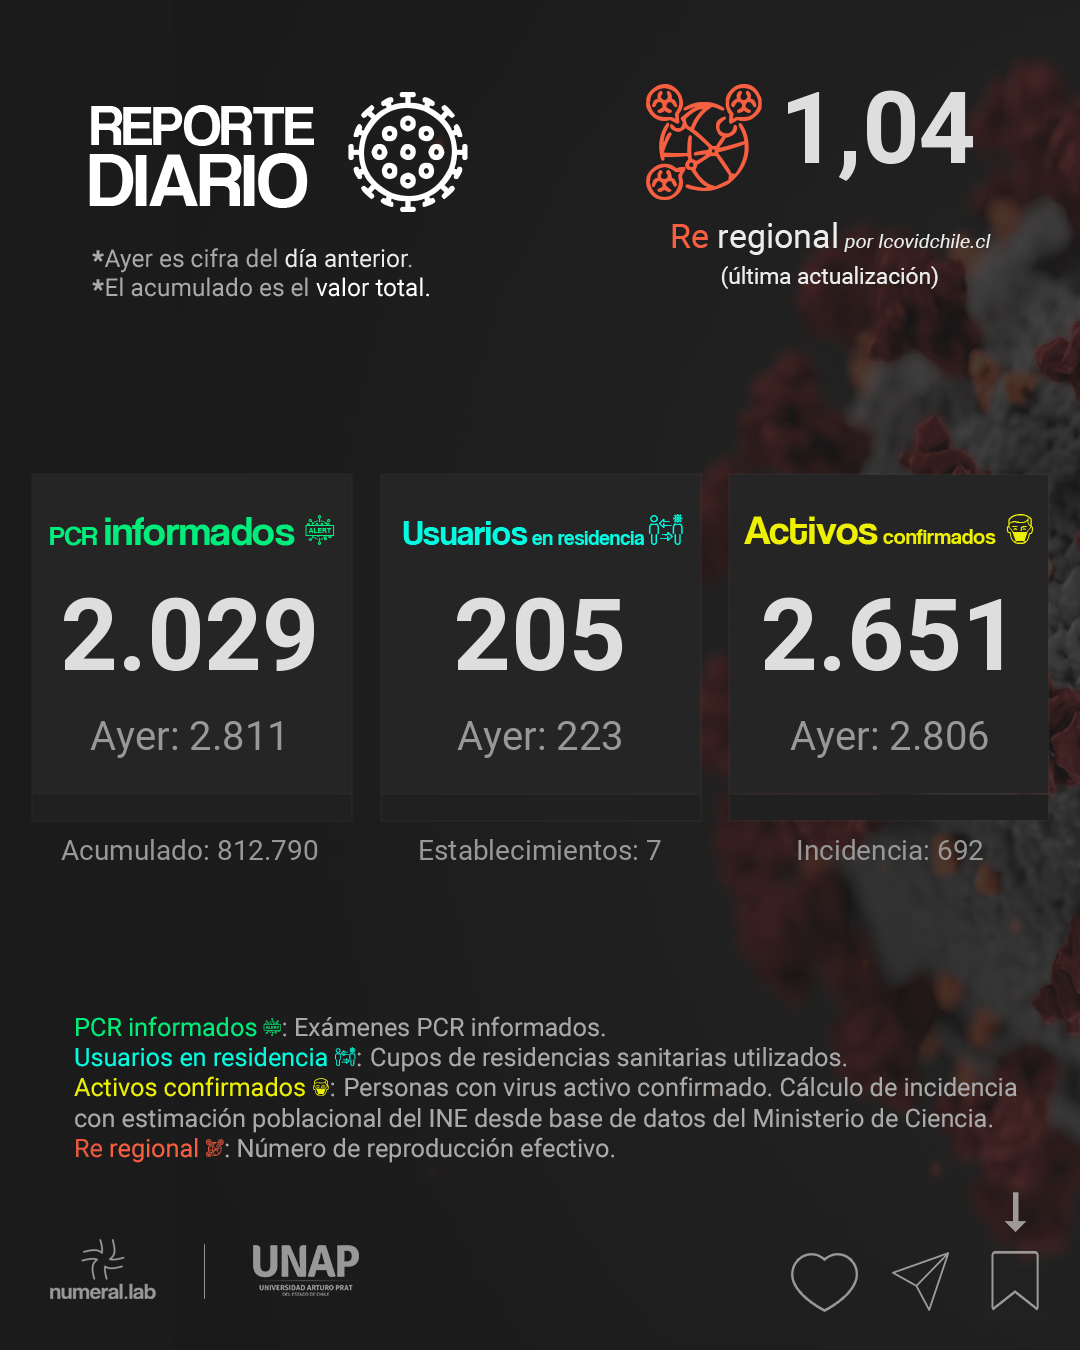 REPORTE
DIARIO
*Ayer es cifra del día anterior.
*El acumulado es el valor total.
1,04
Re regional por Icovidchile.cl
(última actualización)
PCR informados ALERT
2.029
Ayer: 2.811
Acumulado: 812.790
Usuarios en residencia
205
Ayer: 223
Establecimientos: 7
Activos confirmados
2.651
Ayer: 2.806
Incidencia: 692
PCR informados ALERT: Exámenes PCR informados.
Usuarios en residencia : Cupos de residencias sanitarias utilizados.
Activos confirmados : Personas con virus activo confirmado. Cálculo de incidencia
con estimación poblacional del INE desde base de datos del Ministerio de Ciencia.
Re regional : Número de reproducción efectivo.
numeral.lab
UNAP
UNIVERSIDAD ARTURO PRAT
DEL ESTADO DE CHILE